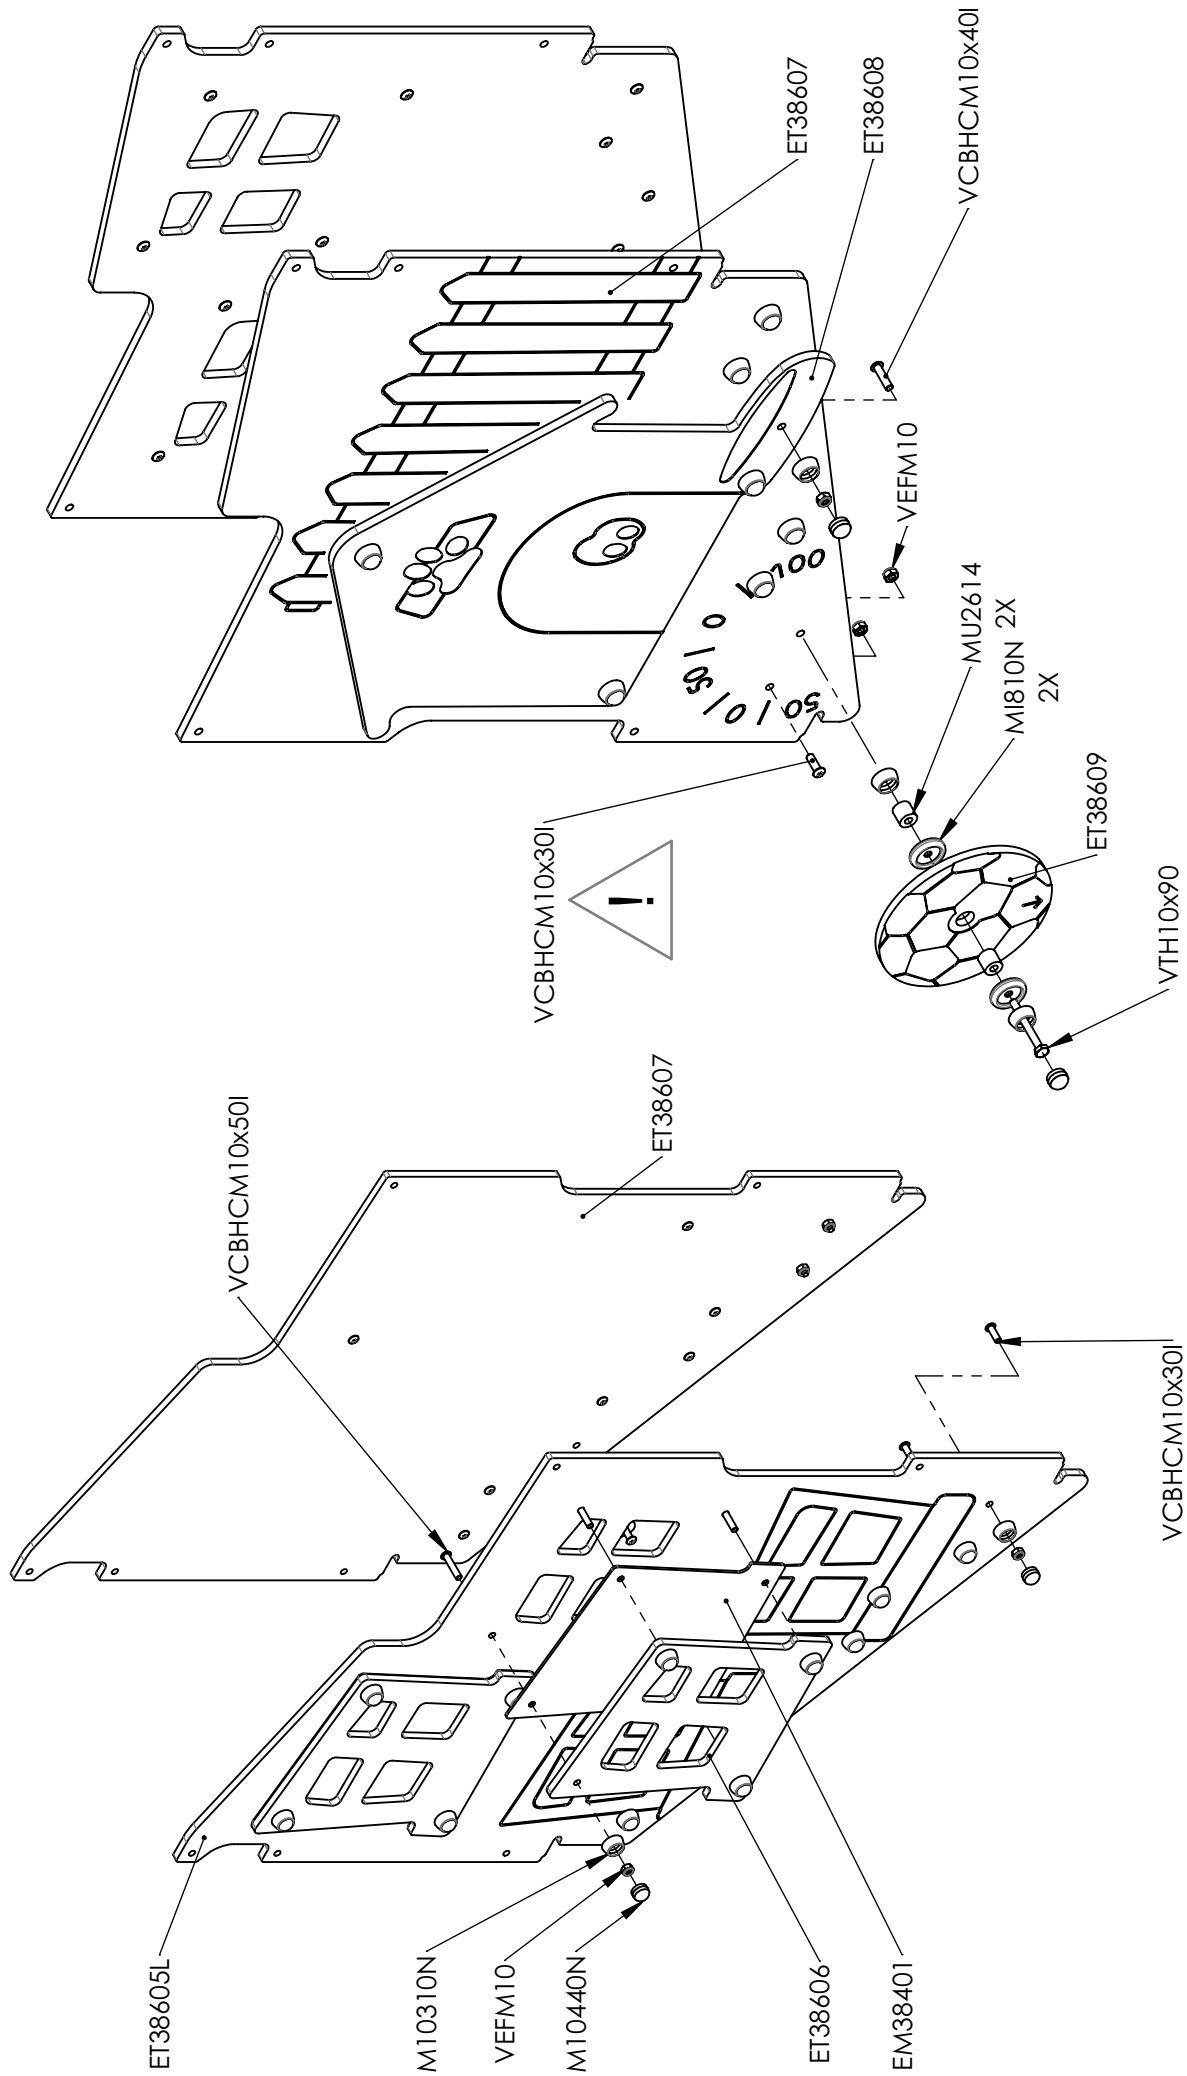 ET38605L
VCBHCM10x50I
M10310N
VEFM10
M10440N
VCBHCM10x30I
!
ET38607
ET38606
EM38401
VCBHCM10x30I
ET38607
ET38608
VCBHCM10x40I
VEFM10
50 / 0 / 50 / 0
100
MU2614
2X
MI810N
2X
ET38609
VTH10x90